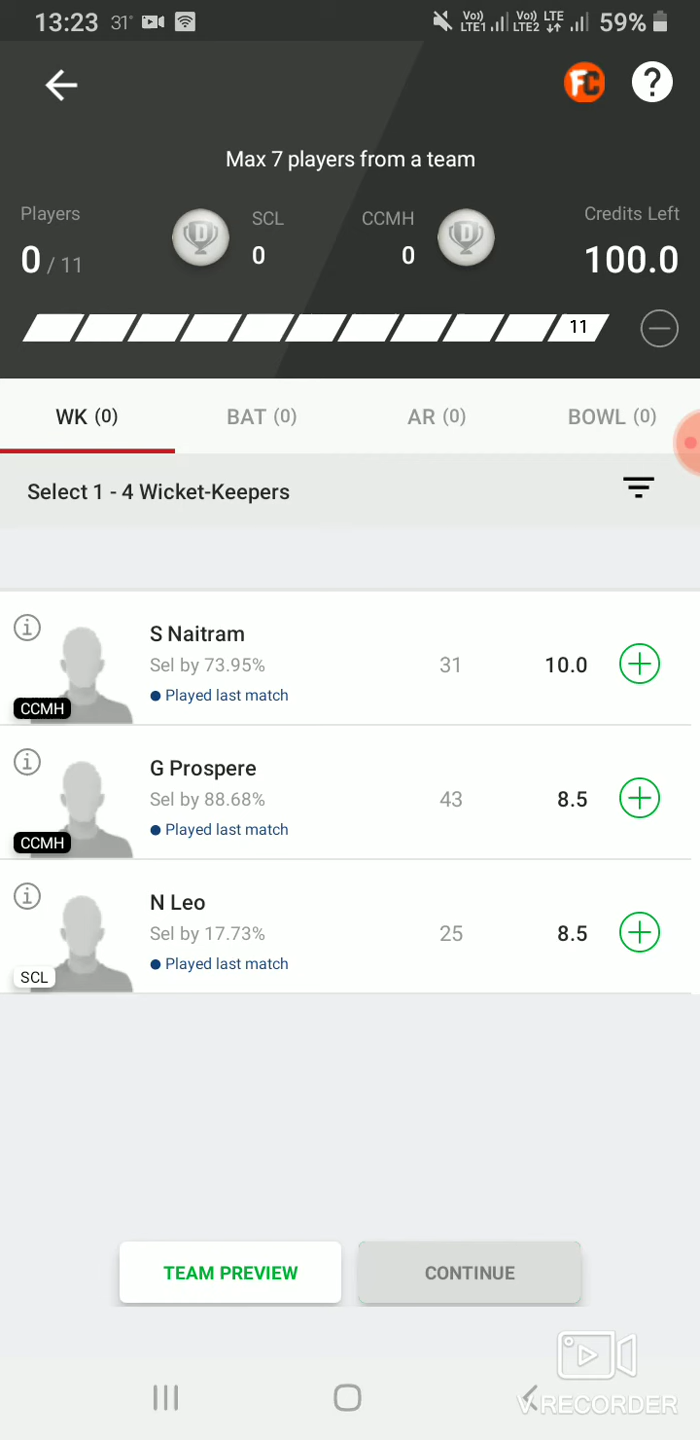 13:23 31° Vo)) LTE1 Vo)) LTE2 LTE 59%
FC ?
Max 7 players from a team
Players SCL CCMH Credits Left
0 / 11 D 0 0 D 100.0
11
WK (0) BAT (0) AR (0) BOWL (0)
Select 1 - 4 Wicket-Keepers
S Naitram
Sel by 73.95% 31 10.0
Played last match
CCMH
G Prospere
Sel by 88.68% 43 8.5
Played last match
CCMH
N Leo
Sel by 17.73% 25 8.5
Played last match
SCL
TEAM PREVIEW CONTINUE
V RECORDER